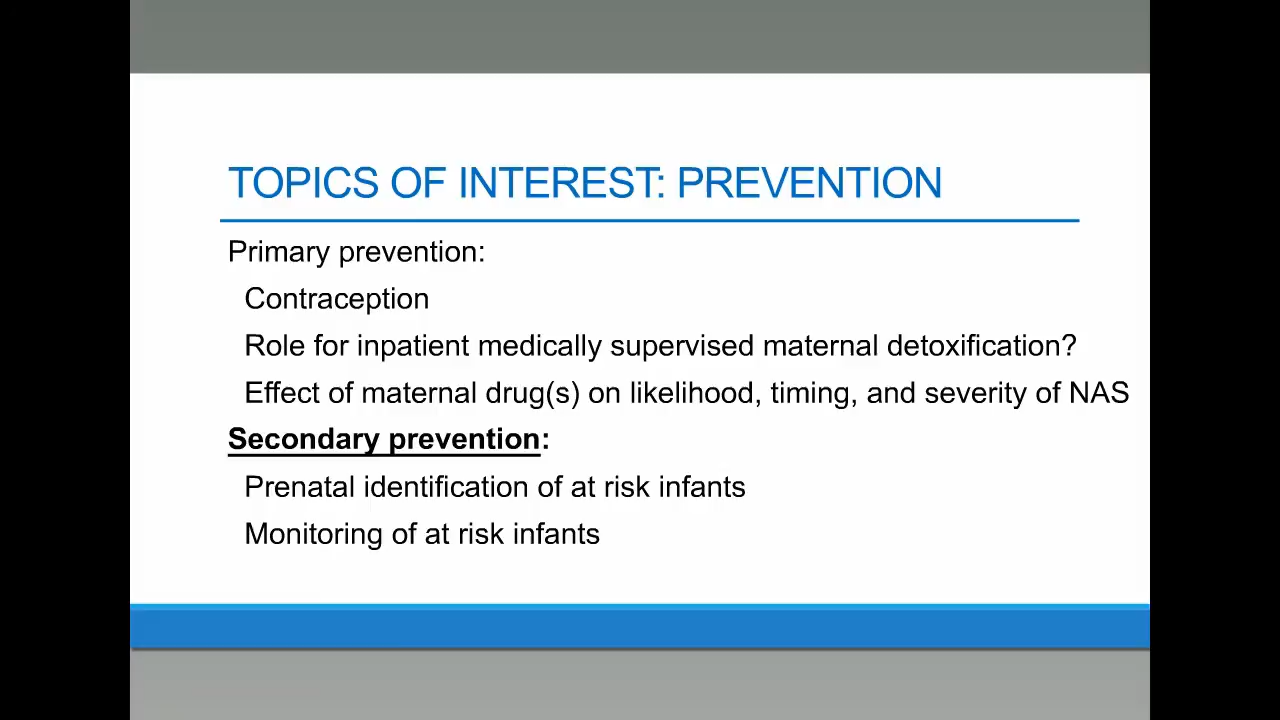 TOPICS OF INTEREST: PREVENTION
Primary prevention:
Contraception
Role for inpatient medically supervised maternal detoxification?
Effect of maternal drug(s) on likelihood, timing, and severity of NAS
Secondary prevention:
Prenatal identification of at risk infants
Monitoring of at risk infants